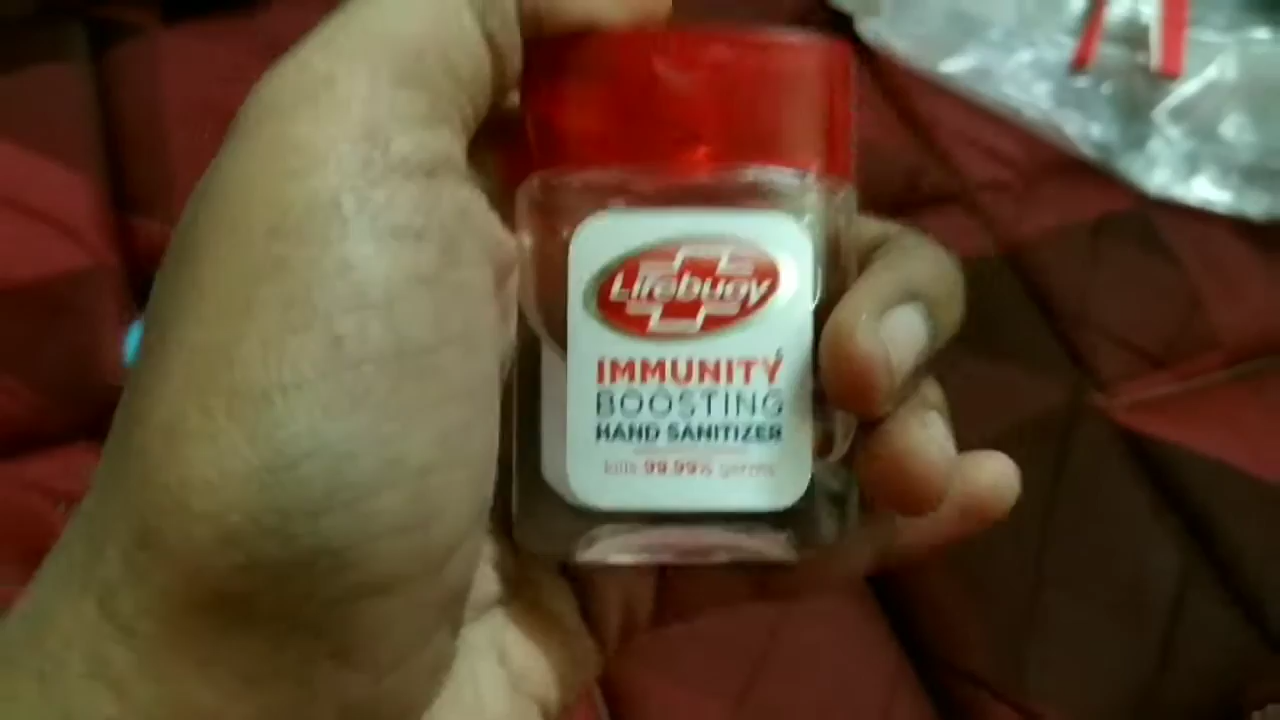 Lifebuoy
IMMUNITY
BOOSTING
HAND SANITIZER
kills 99.99% germs